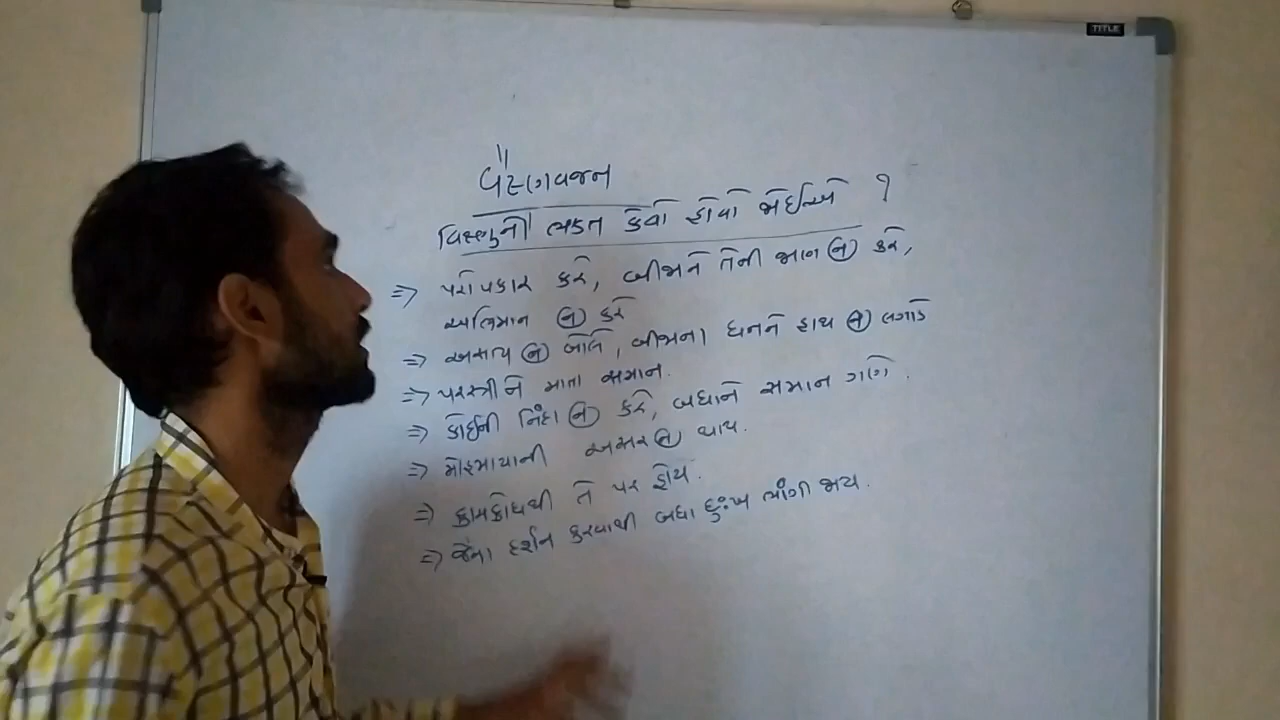 TITLE
વૈષ્ણવજન
વિષ્ણુનો ભક્ત કેવો હોવો જોઈએ ?
⇒ પરોપકાર કરે, બીજાને તેની જાણ ન કરે,
અભિમાન ન કરે
⇒ અસત્ય ન બોલે, બીજાના ધનને હાથ ન લગાડે
⇒ પરસ્ત્રીને માતા સમાન.
⇒ કોઈની નિંદા ન કરે, બધાને સમાન ગણે.
⇒ મોહમાયાની અસર ન થાય.
⇒ કામક્રોધથી તે પર હોય.
⇒ જેના દર્શન કરવાથી બધા દુઃખ ભાંગી જાય.